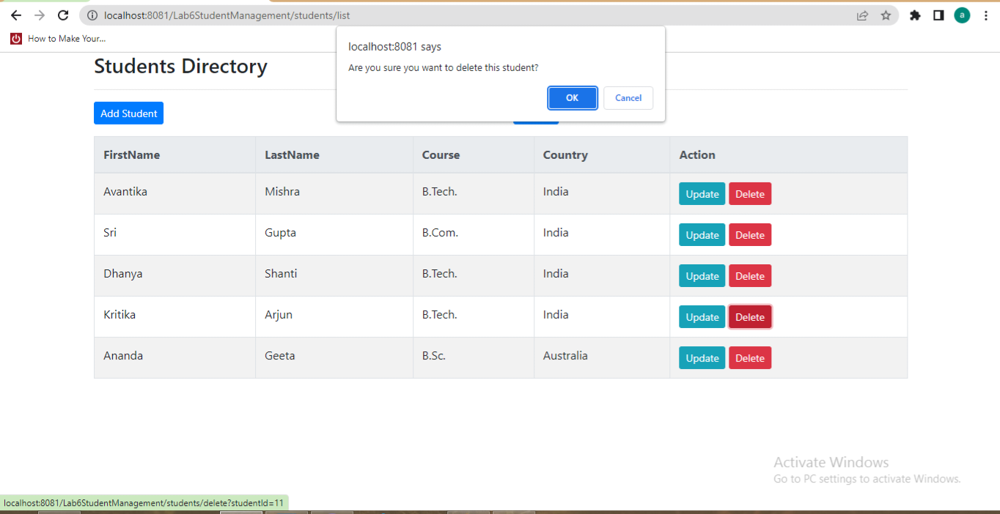 localhost:8081/Lab6StudentManagement/students/list
a
How to Make Your...
localhost:8081 says
Are you sure you want to delete this student?
OK Cancel
Students Directory
Add Student
FirstName LastName Course Country Action
Avantika Mishra B.Tech. India Update Delete
Sri Gupta B.Com. India Update Delete
Dhanya Shanti B.Tech. India Update Delete
Kritika Arjun B.Tech. India Update Delete
Ananda Geeta B.Sc. Australia Update Delete
Activate Windows
Go to PC settings to activate Windows.
localhost:8081/Lab6StudentManagement/students/delete?studentId=11